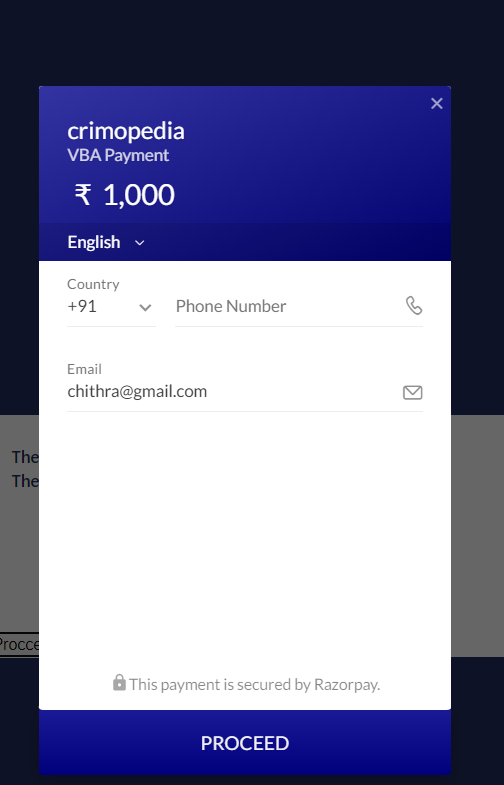 crimopedia
VBA Payment
₹ 1,000
English
Country
+91
Phone Number
Email
chithra@gmail.com
The
The
Procce
This payment is secured by Razorpay.
PROCEED